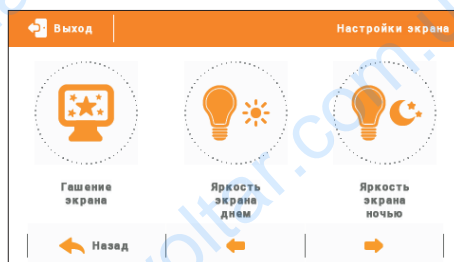 Выход
Настройки экрана
Гашение
экрана
Яркость
экрана
днем
Яркость
экрана
ночью
Назад